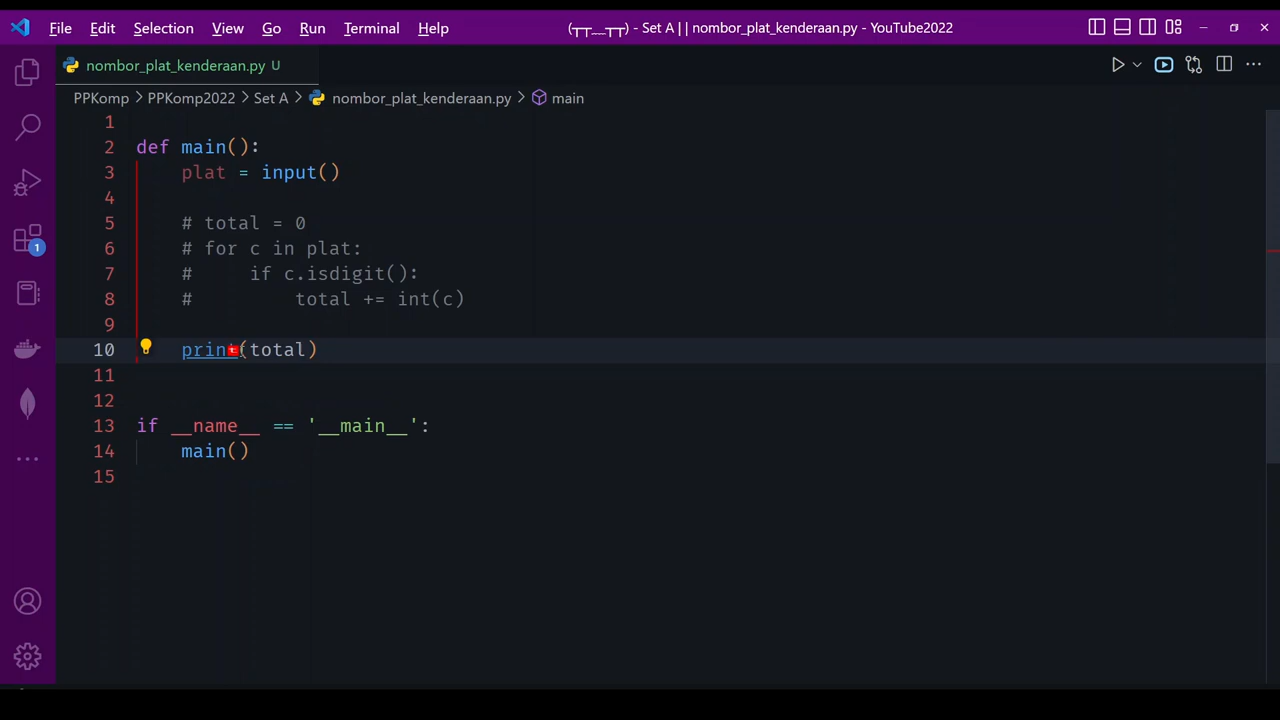 File Edit Selection View Go Run Terminal Help (┬┬﹏┬┬) - Set A || nombor_plat_kenderaan.py - YouTube2022
nombor_plat_kenderaan.py U
PPKomp > PPKomp2022 > Set A > nombor_plat_kenderaan.py > main
1
2 def main():
3     plat = input()
4
5     # total = 0
6     # for c in plat:
7     #     if c.isdigit():
8     #         total += int(c)
9
10     print(total)
11
12
13 if __name__ == '__main__':
14     main()
15
1